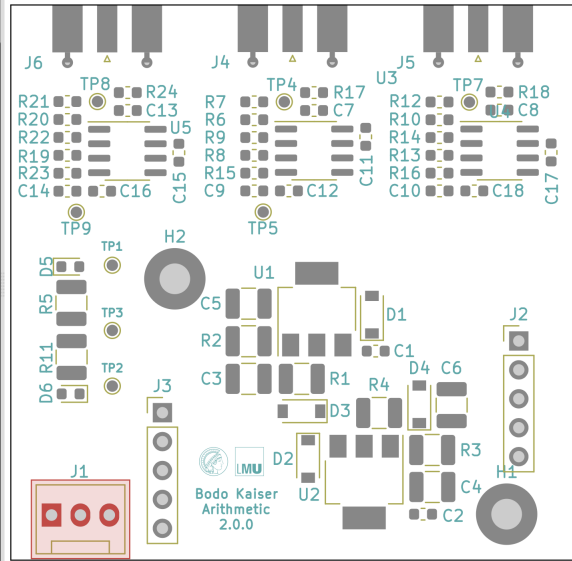 J6
J4
J5
TP8
R24
C13
TP4
R17
C7
U3
TP7
R18
C8
R21
R20
R22
R19
R23
C14
U5
C15
C16
R7
R6
R9
R8
R15
C9
C11
C12
R12
R10
R14
R13
R16
C10
U4
C17
C18
TP9
TP5
H2
TP1
D5
R5
TP3
R11
TP2
D6
U1
C5
R2
C3
D1
C1
R1
D3
J2
D4
C6
R4
R3
C4
H1
C2
D2
U2
J3
J1
LMU
Bodo Kaiser
Arithmetic
2.0.0